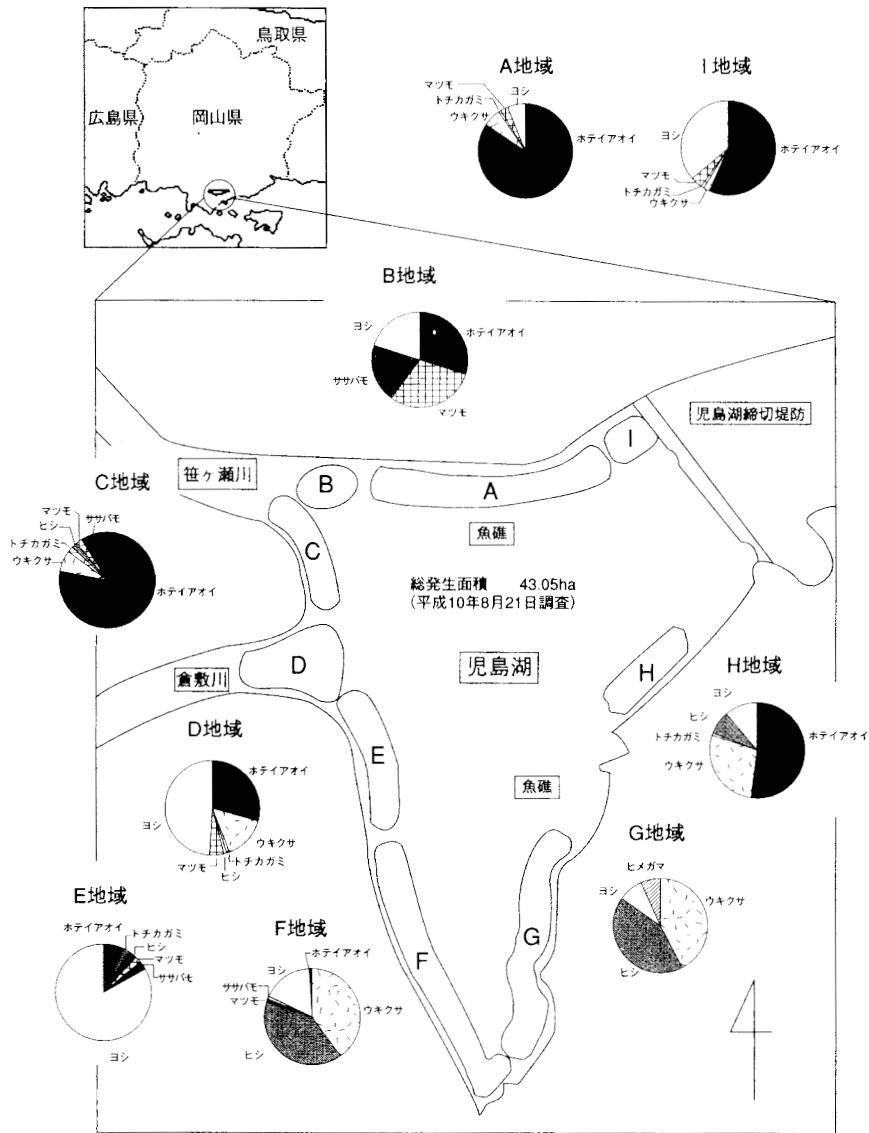 鳥取県
広島県
岡山県
A地域
マツモ
ヨシ
トチカガミ
ウキクサ
ホテイアオイ
I地域
ヨシ
ホテイアオイ
マツモ
トチカガミ
ウキクサ
B地域
ヨシ
ホテイアオイ
ササバモ
マツモ
児島湖締切堤防
笹ヶ瀬川
I
B
A
C地域
マツモ
ササバモ
ヒシ
トチカガミ
ウキクサ
ホテイアオイ
C
魚礁
総発生面積 43.05ha
(平成10年8月21日調査)
児島湖
D
H
倉敷川
H地域
ヨシ
ヒシ
トチカガミ
ウキクサ
ホテイアオイ
D地域
ホテイアオイ
ヨシ
ウキクサ
マツモ
トチカガミ
ヒシ
E
魚礁
G地域
ヒメガマ
ヨシ
ウキクサ
ヒシ
E地域
ホテイアオイ
トチカガミ
ヒシ
マツモ
ササバモ
ヨシ
F地域
ホテイアオイ
ヨシ
ササバモ
マツモ
ウキクサ
ヒシ
F
G